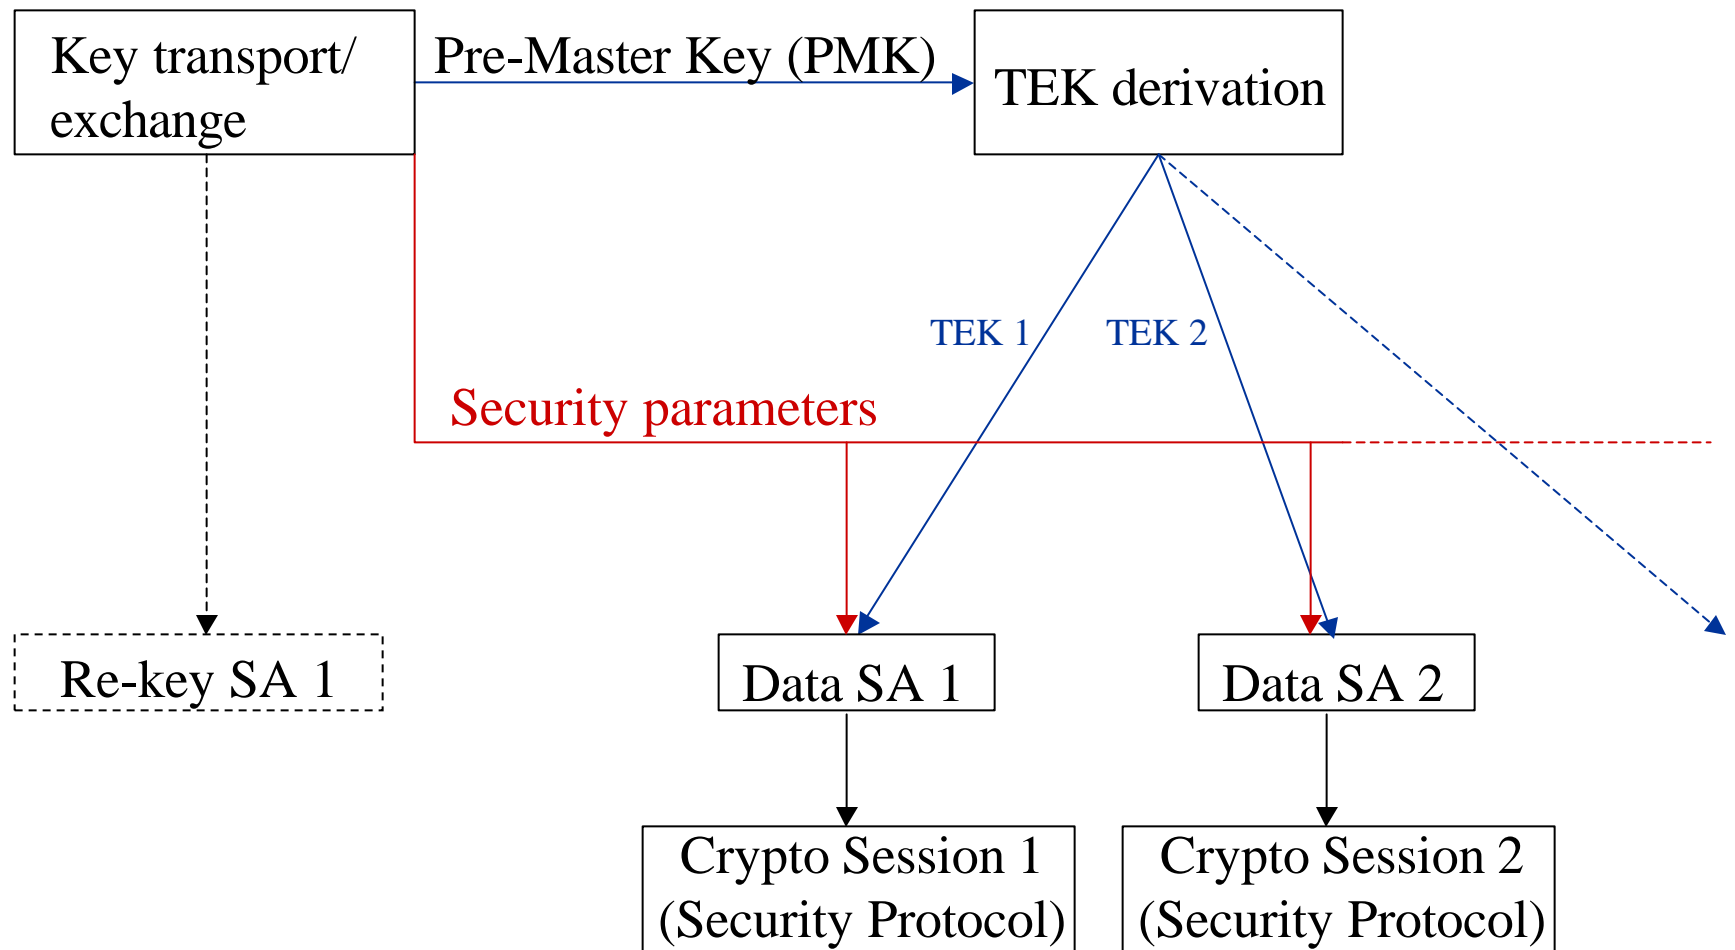 Key transport/
exchange
Pre-Master Key (PMK)
TEK derivation
TEK 1
TEK 2
Security parameters
Re-key SA 1
Data SA 1
Data SA 2
Crypto Session 1
(Security Protocol)
Crypto Session 2
(Security Protocol)